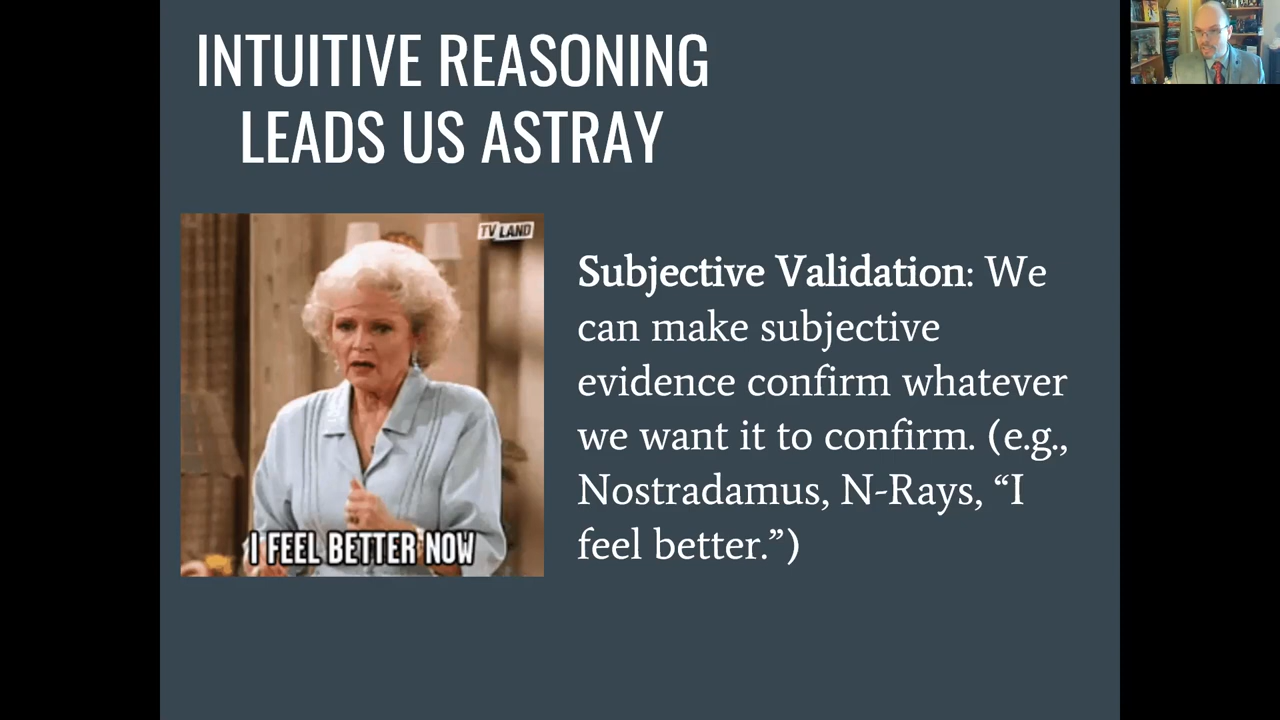 INTUITIVE REASONING
LEADS US ASTRAY
TV LAND
I FEEL BETTER NOW
Subjective Validation: We
can make subjective
evidence confirm whatever
we want it to confirm. (e.g.,
Nostradamus, N-Rays, “I
feel better.”)